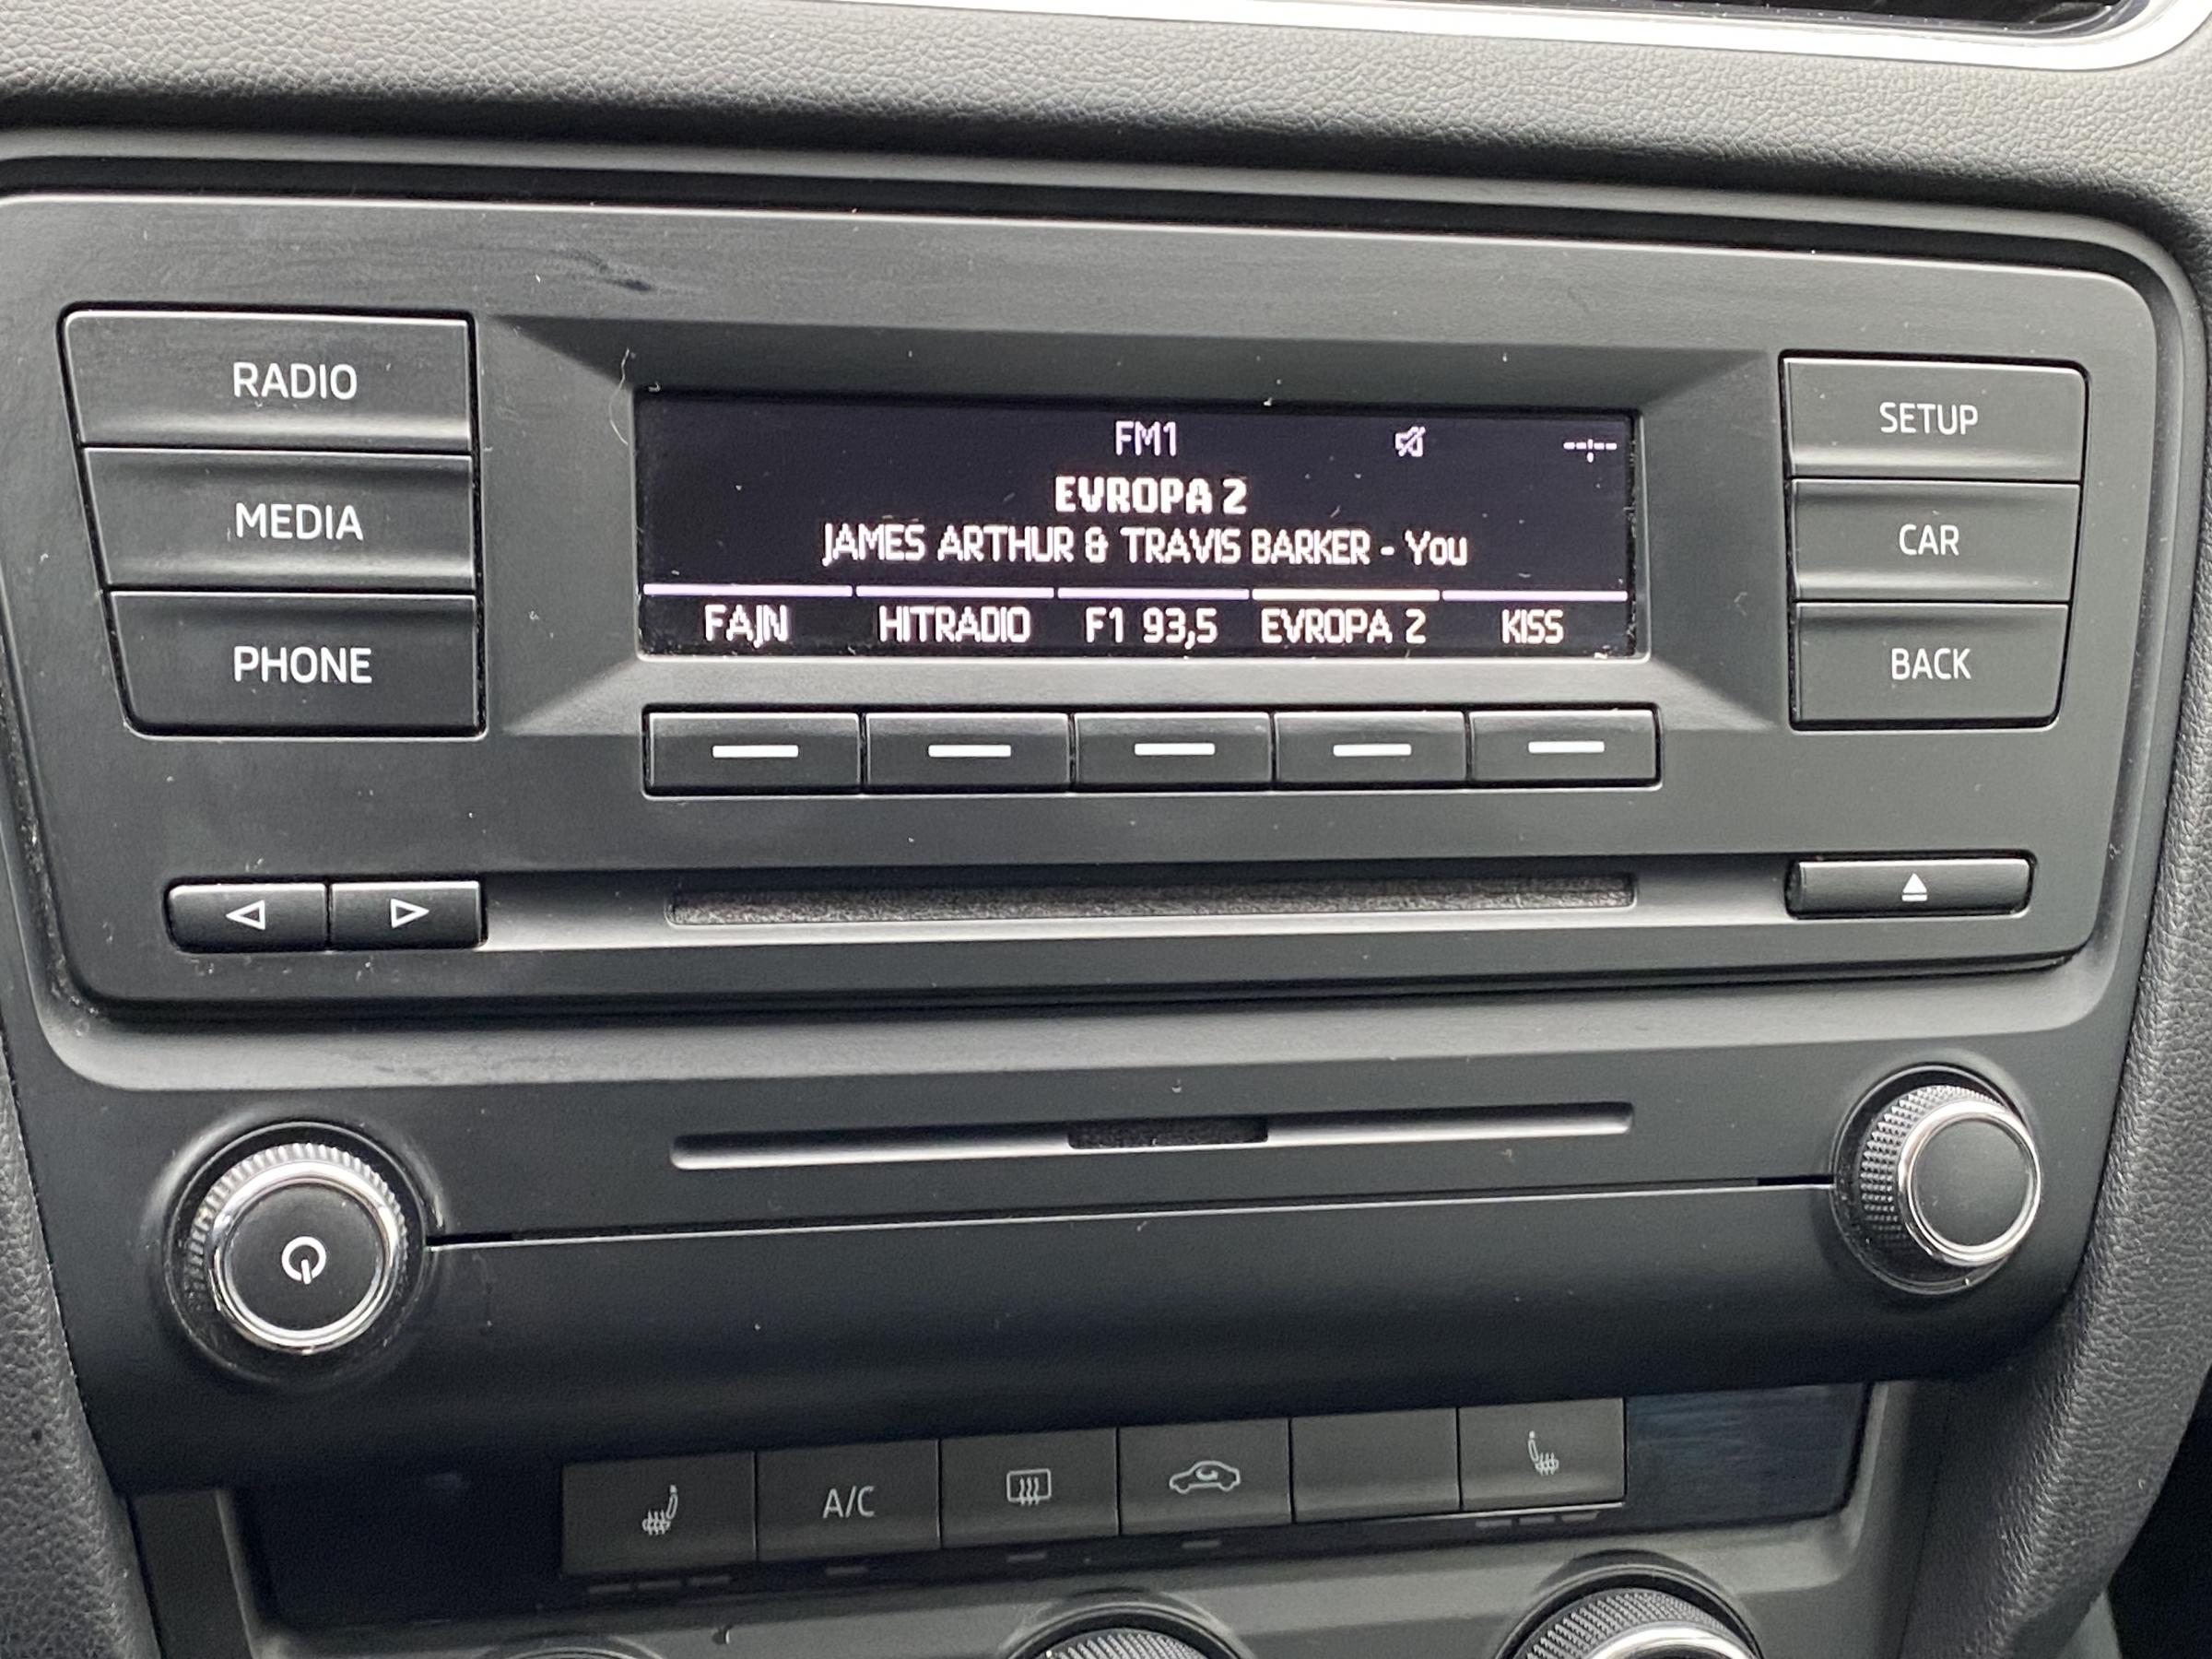 RADIO
MEDIA
PHONE
FM1
--:--
EVROPA 2
JAMES ARTHUR & TRAVIS BARKER - You
FAJN HITRADIO F1 93,5 EVROPA 2 KISS
SETUP
CAR
BACK
A/C